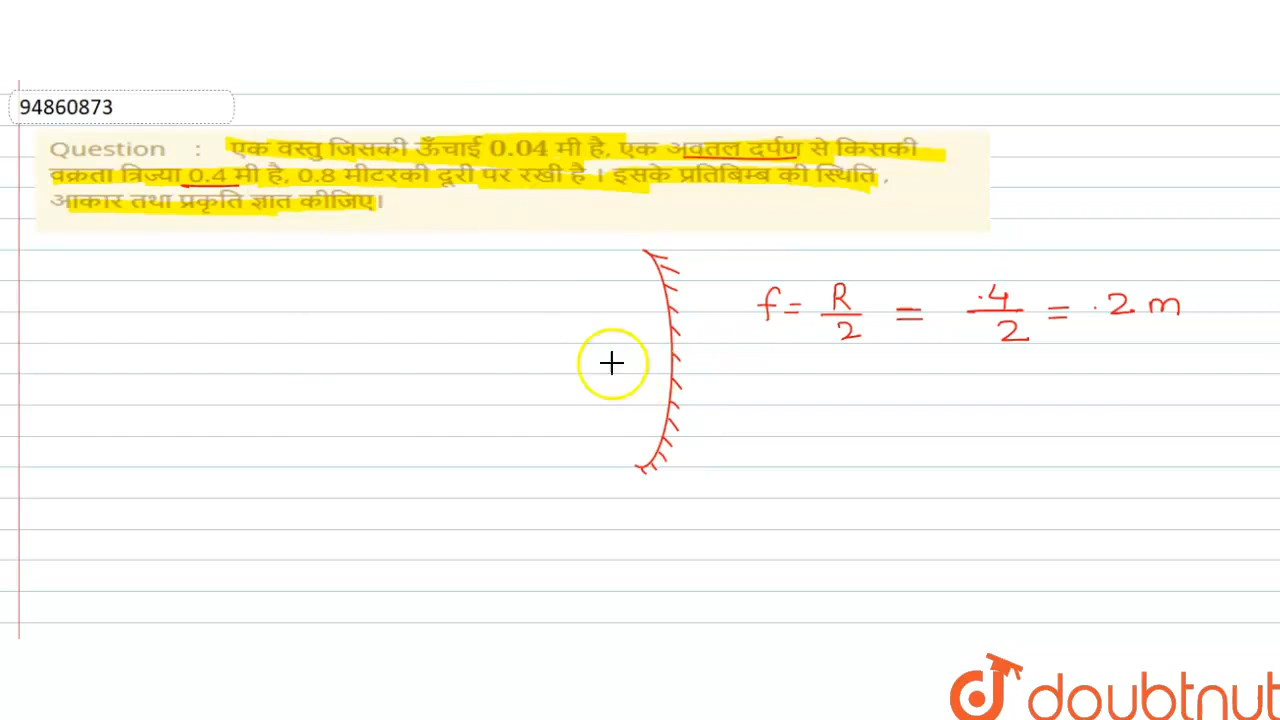 94860873
Question : एक वस्तु जिसकी ऊँचाई 0.04 मी है, एक अवतल दर्पण से किसकी
वक्रता त्रिज्या 0.4 मी है, 0.8 मीटरकी दूरी पर रखी है । इसके प्रतिबिम्ब की स्थिति ,
आकार तथा प्रकृति ज्ञात कीजिए।
f = R/2 = .4/2 = .2 m
doubtnut